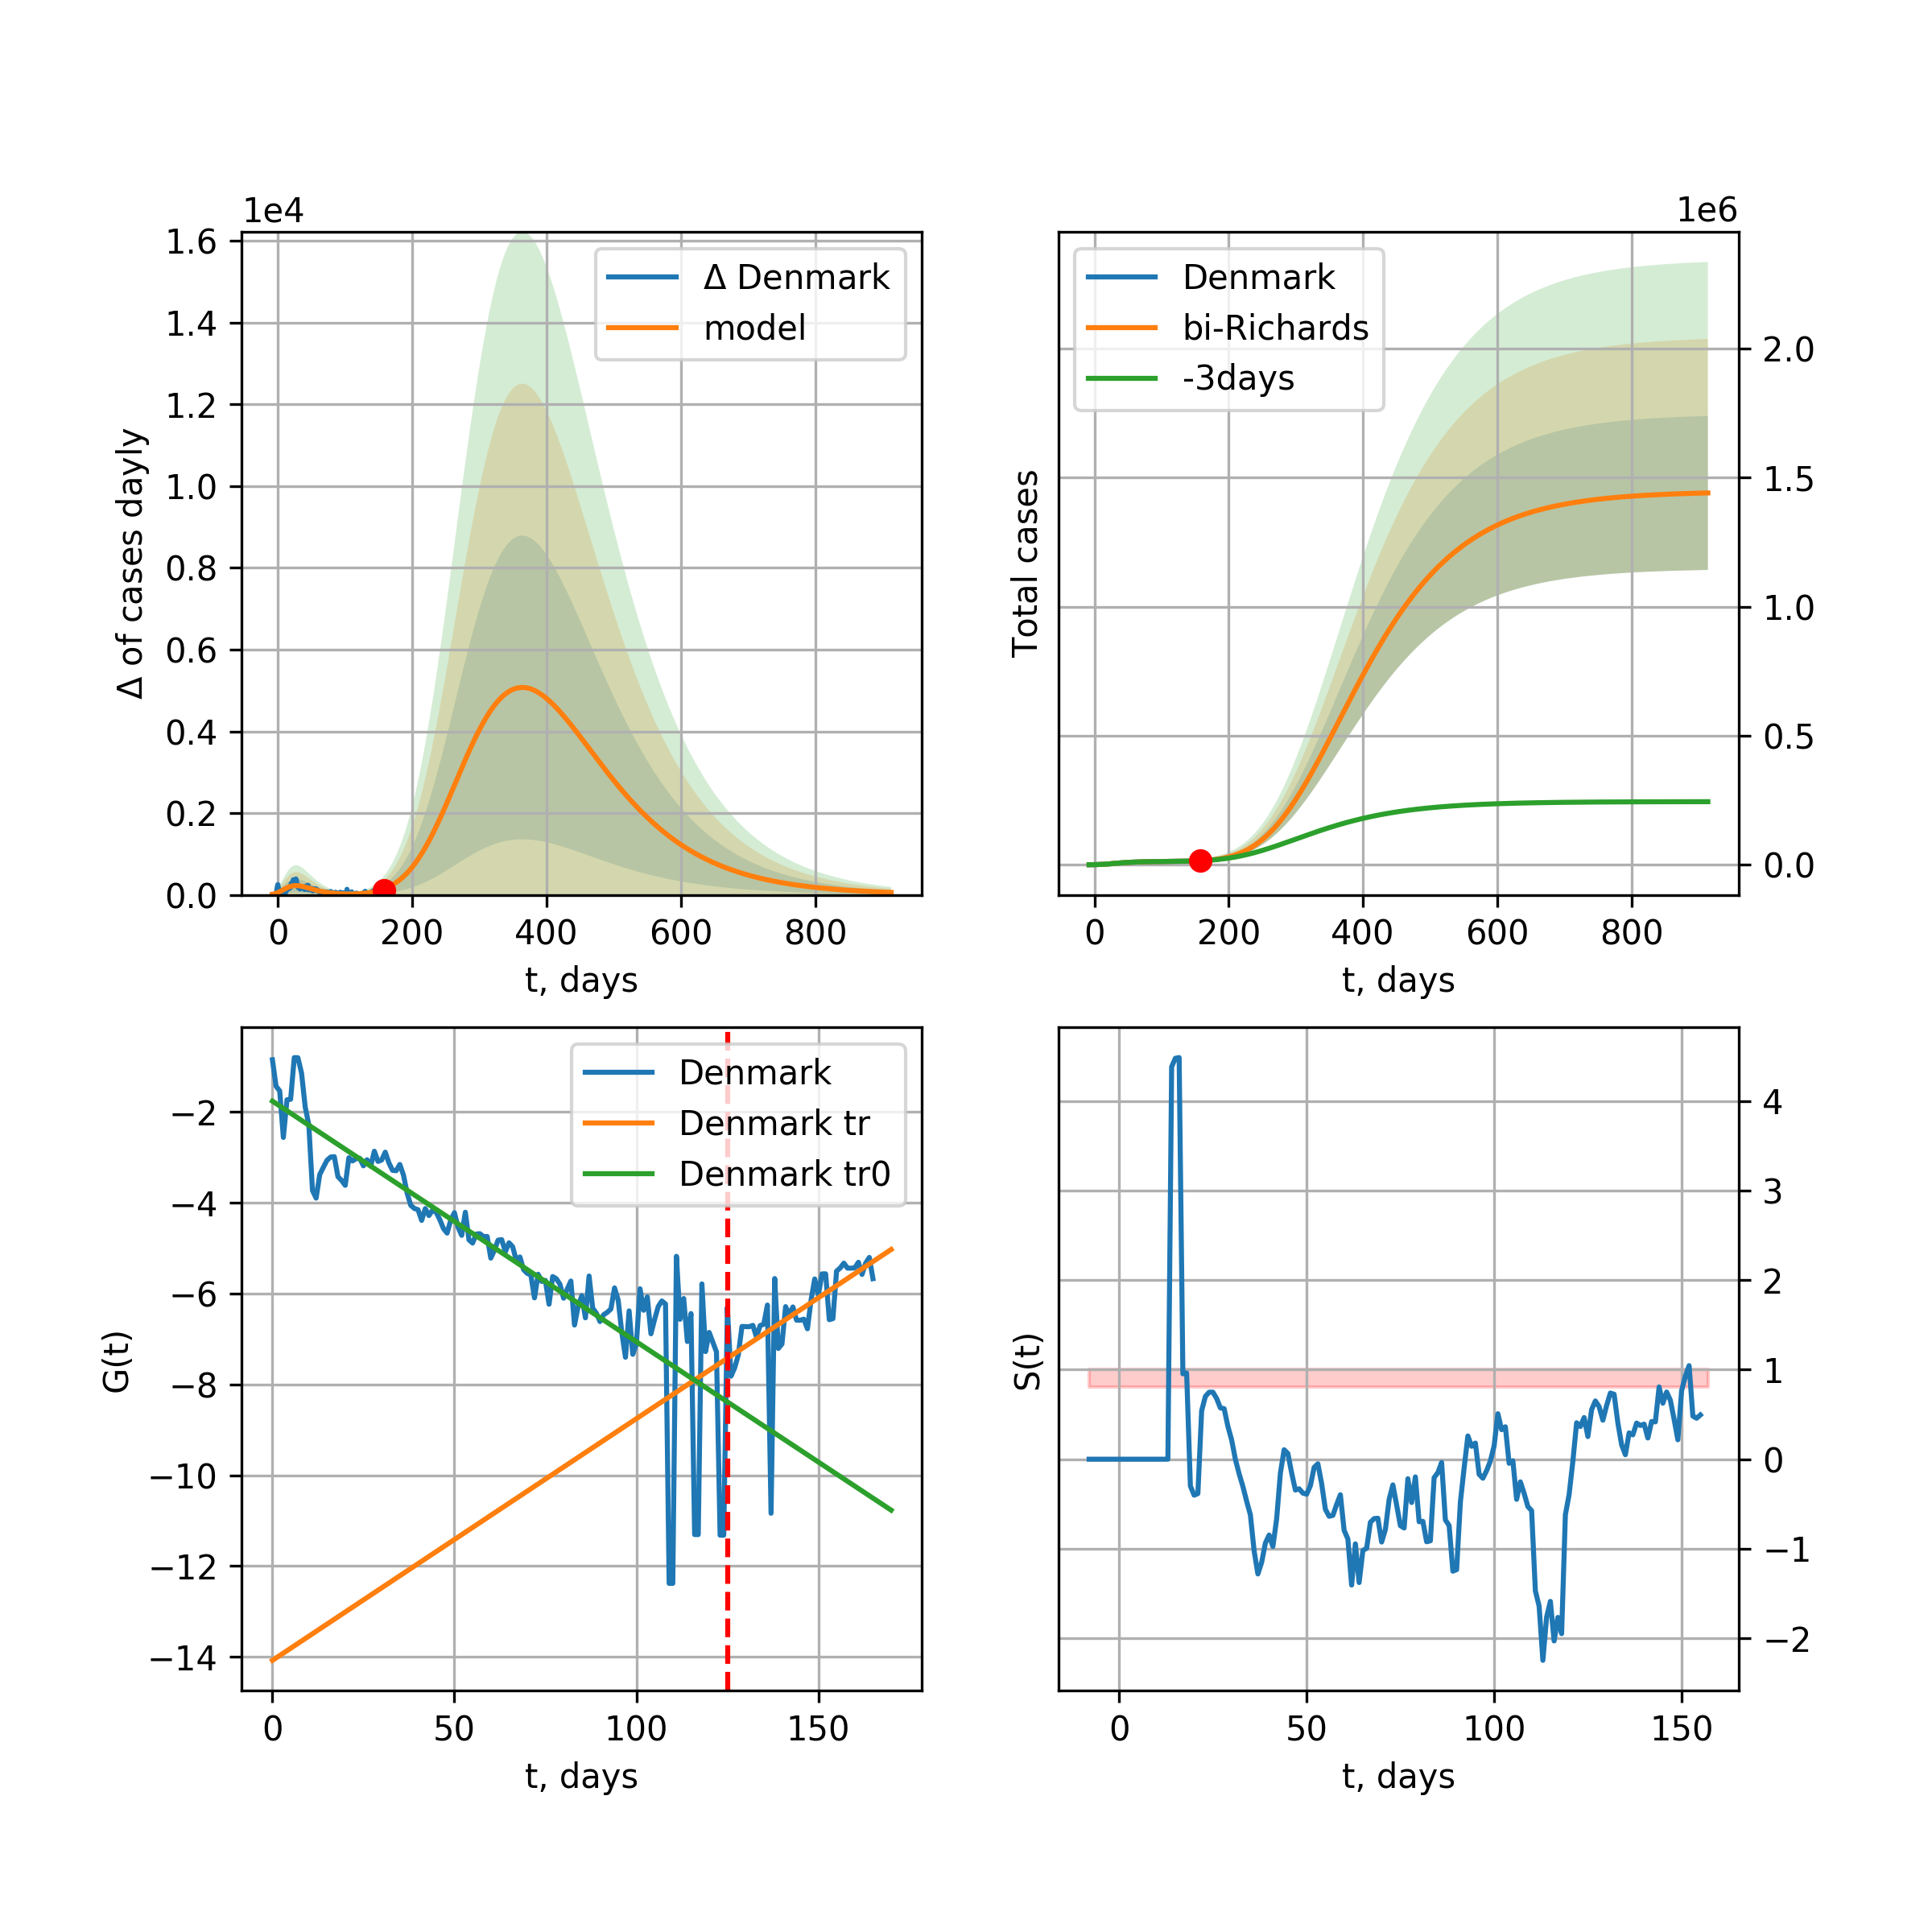 1e4
1.6
1.4
1.2
1.0
0.8
0.6
0.4
0.2
0.0
Δ of cases dayly
Δ Denmark
model
0 200 400 600 800
t, days
1e6
Denmark
bi-Richards
-3days
Total cases
2.0
1.5
1.0
0.5
0.0
0 200 400 600 800
t, days
Denmark
Denmark tr
Denmark tr0
G(t)
−2
−4
−6
−8
−10
−12
−14
0 50 100 150
t, days
S(t)
4
3
2
1
0
−1
−2
0 50 100 150
t, days